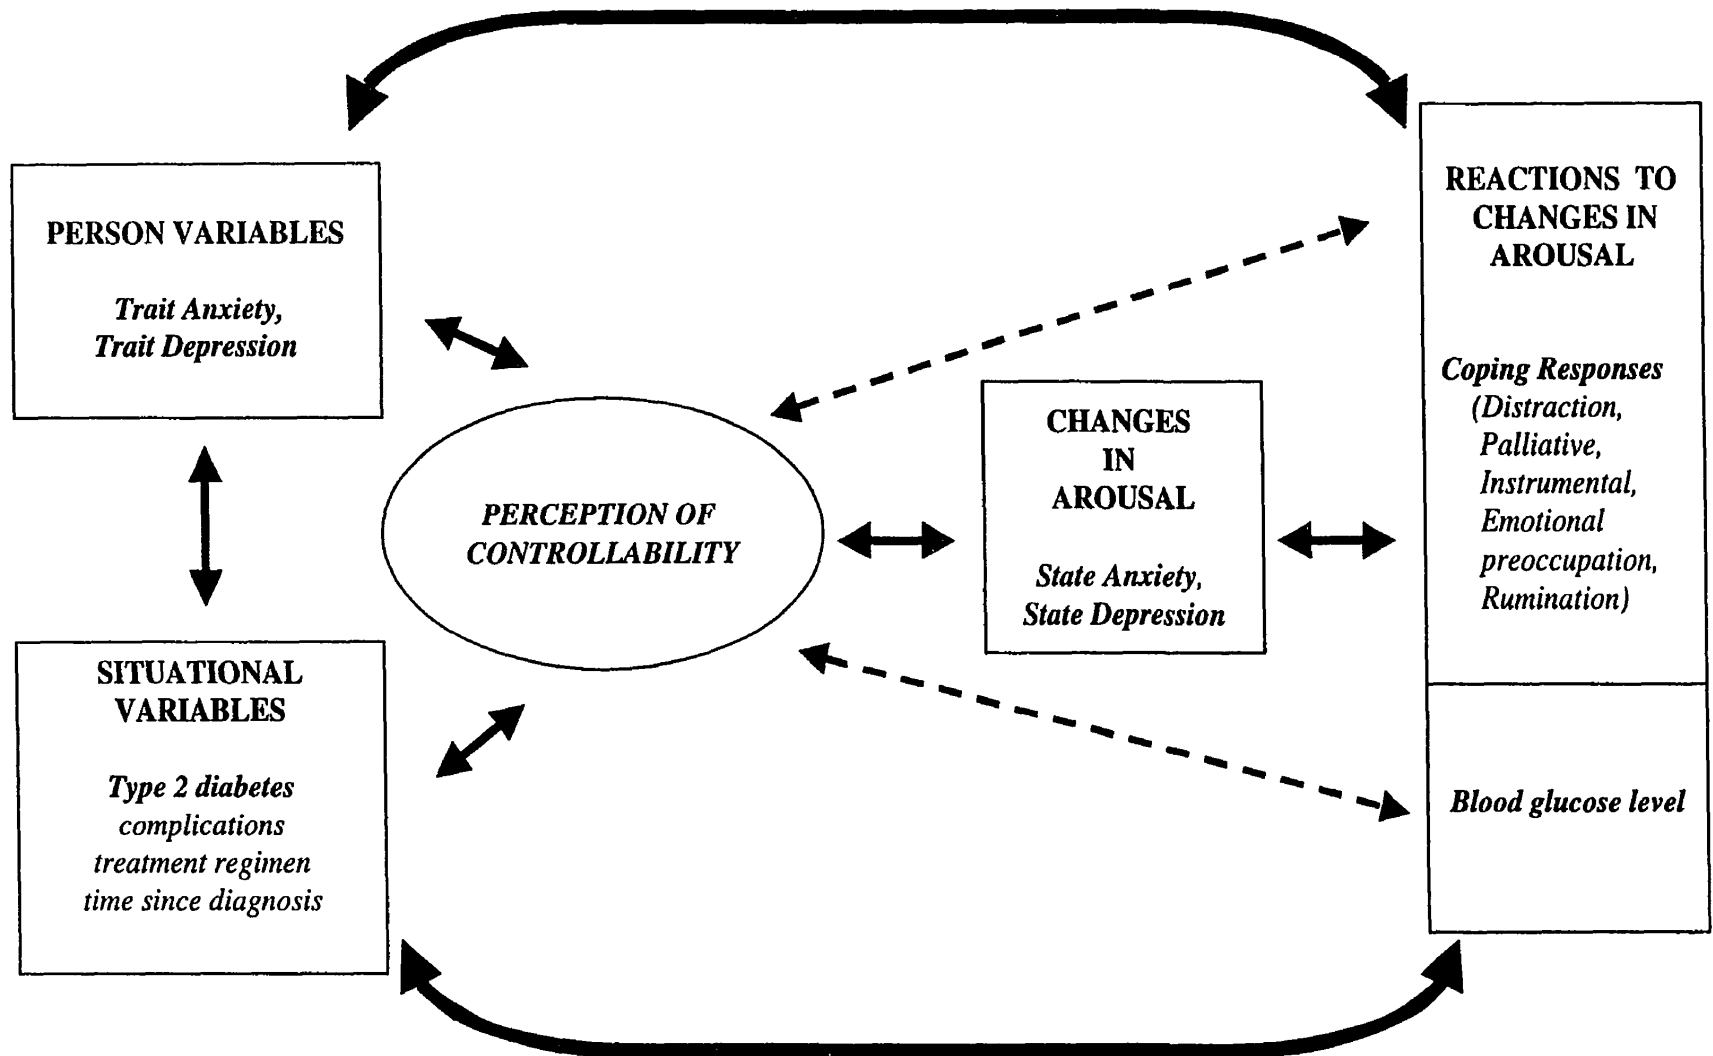 PERSON VARIABLES
Trait Anxiety,
Trait Depression
SITUATIONAL
VARIABLES
Type 2 diabetes
complications
treatment regimen
time since diagnosis
PERCEPTION OF
CONTROLLABILITY
CHANGES
IN
AROUSAL
State Anxiety,
State Depression
REACTIONS TO
CHANGES IN
AROUSAL
Coping Responses
(Distraction,
Palliative,
Instrumental,
Emotional
preoccupation,
Rumination)
Blood glucose level